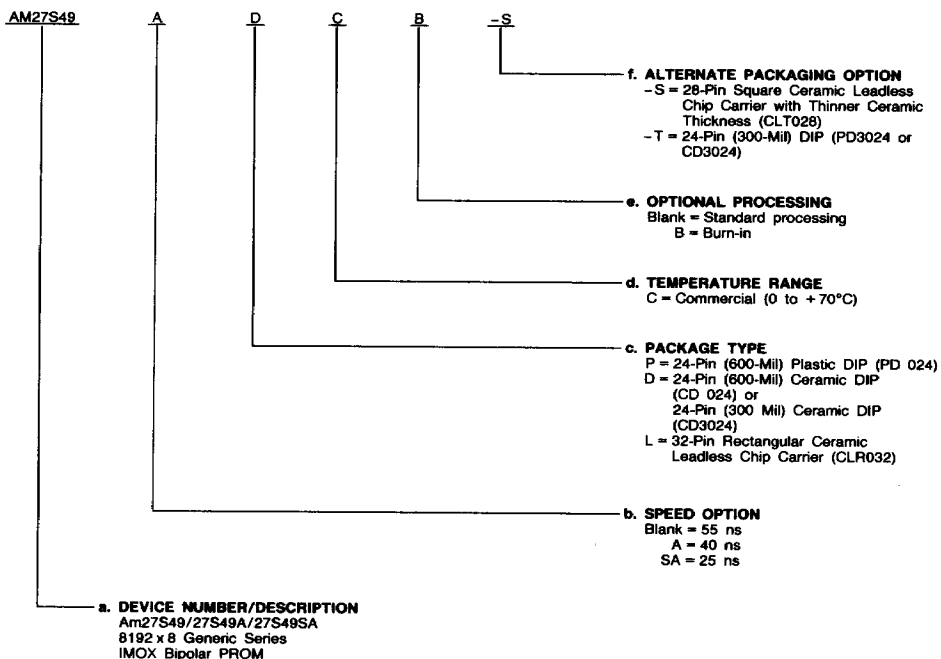 AM27S49 A D C B -S
f. ALTERNATE PACKAGING OPTION
-S = 28-Pin Square Ceramic Leadless
Chip Carrier with Thinner Ceramic
Thickness (CLT028)
-T = 24-Pin (300-Mil) DIP (PD3024 or
CD3024)
e. OPTIONAL PROCESSING
Blank = Standard processing
B = Burn-in
d. TEMPERATURE RANGE
C = Commercial (0 to +70°C)
c. PACKAGE TYPE
P = 24-Pin (600-Mil) Plastic DIP (PD 024)
D = 24-Pin (600-Mil) Ceramic DIP
(CD 024) or
24-Pin (300 Mil) Ceramic DIP
(CD3024)
L = 32-Pin Rectangular Ceramic
Leadless Chip Carrier (CLR032)
b. SPEED OPTION
Blank = 55 ns
A = 40 ns
SA = 25 ns
a. DEVICE NUMBER/DESCRIPTION
Am27S49/27S49A/27S49SA
8192 x 8 Generic Series
IMOX Bipolar PROM